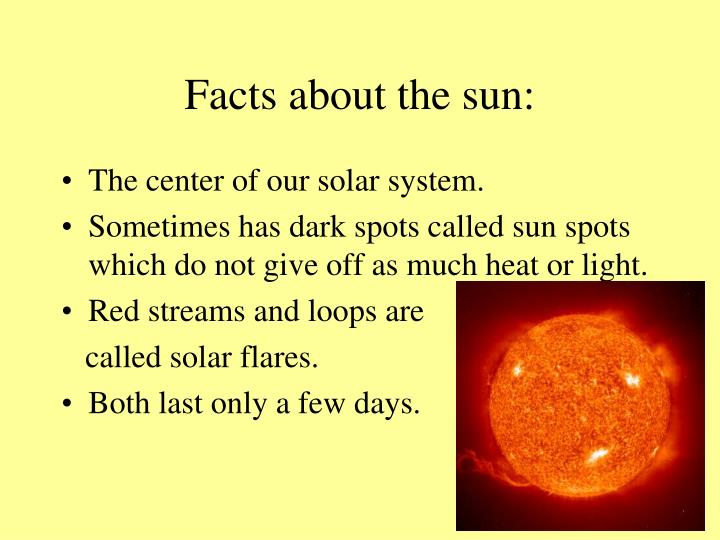 Facts about the sun:
• The center of our solar system.
• Sometimes has dark spots called sun spots
which do not give off as much heat or light.
• Red streams and loops are
called solar flares.
• Both last only a few days.